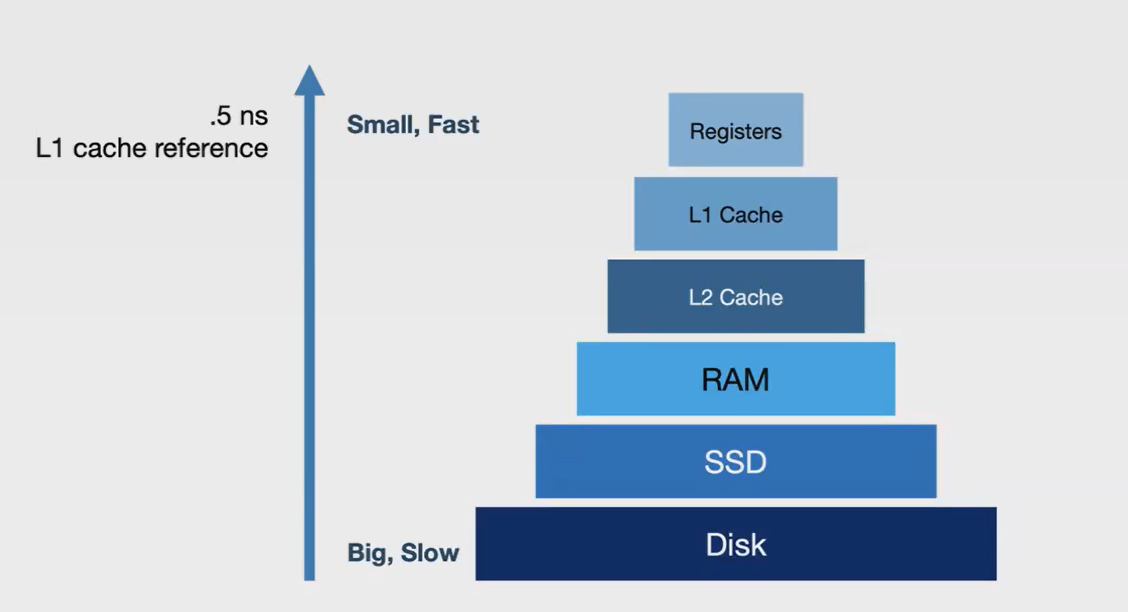 .5 ns
L1 cache reference
Small, Fast
Registers
L1 Cache
L2 Cache
RAM
SSD
Big, Slow
Disk